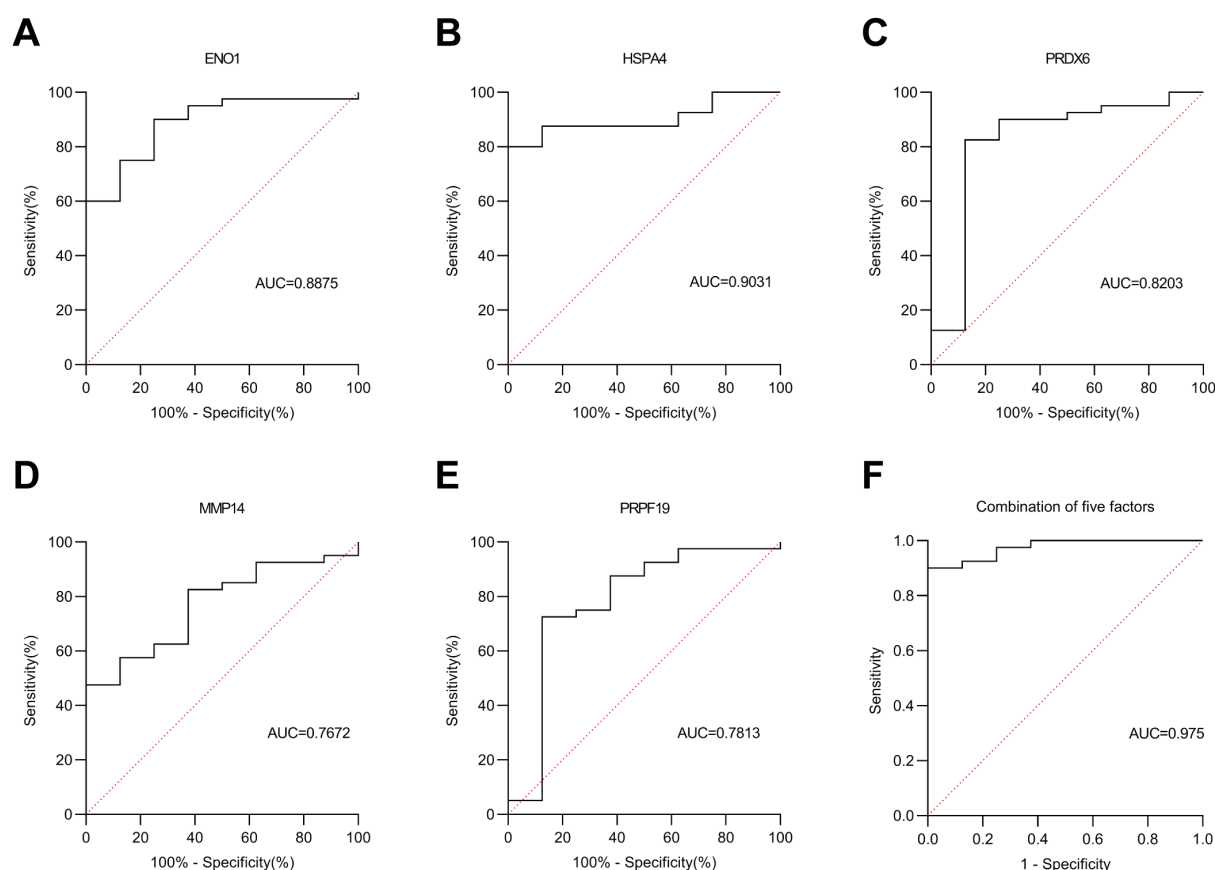 A
ENO1
100
80
60
40
20
0
Sensitivity(%)
AUC=0.8875
0 20 40 60 80 100
100% - Specificity(%)
B
HSPA4
100
80
60
40
20
0
Sensitivity(%)
AUC=0.9031
0 20 40 60 80 100
100% - Specificity(%)
C
PRDX6
100
80
60
40
20
0
Sensitivity(%)
AUC=0.8203
0 20 40 60 80 100
100% - Specificity(%)
D
MMP14
100
80
60
40
20
0
Sensitivity(%)
AUC=0.7672
0 20 40 60 80 100
100% - Specificity(%)
E
PRPF19
100
80
60
40
20
0
Sensitivity(%)
AUC=0.7813
0 20 40 60 80 100
100% - Specificity(%)
F
Combination of five factors
1.0
0.8
0.6
0.4
0.2
0.0
Sensitivity
AUC=0.975
0.0 0.2 0.4 0.6 0.8 1.0
1 - Specificity